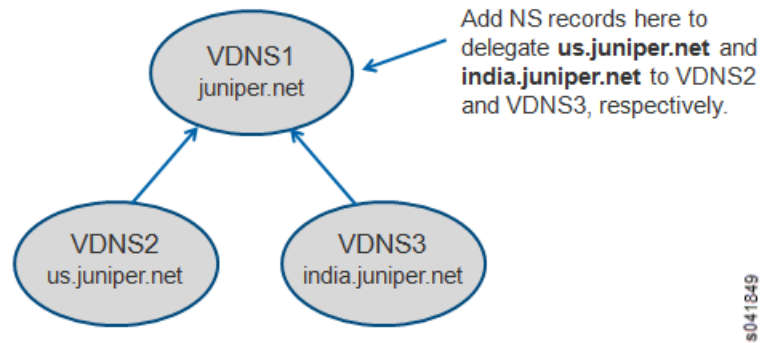 VDNS1
juniper.net
Add NS records here to
delegate us.juniper.net and
india.juniper.net to VDNS2
and VDNS3, respectively.
VDNS2
us.juniper.net
VDNS3
india.juniper.net
s041849